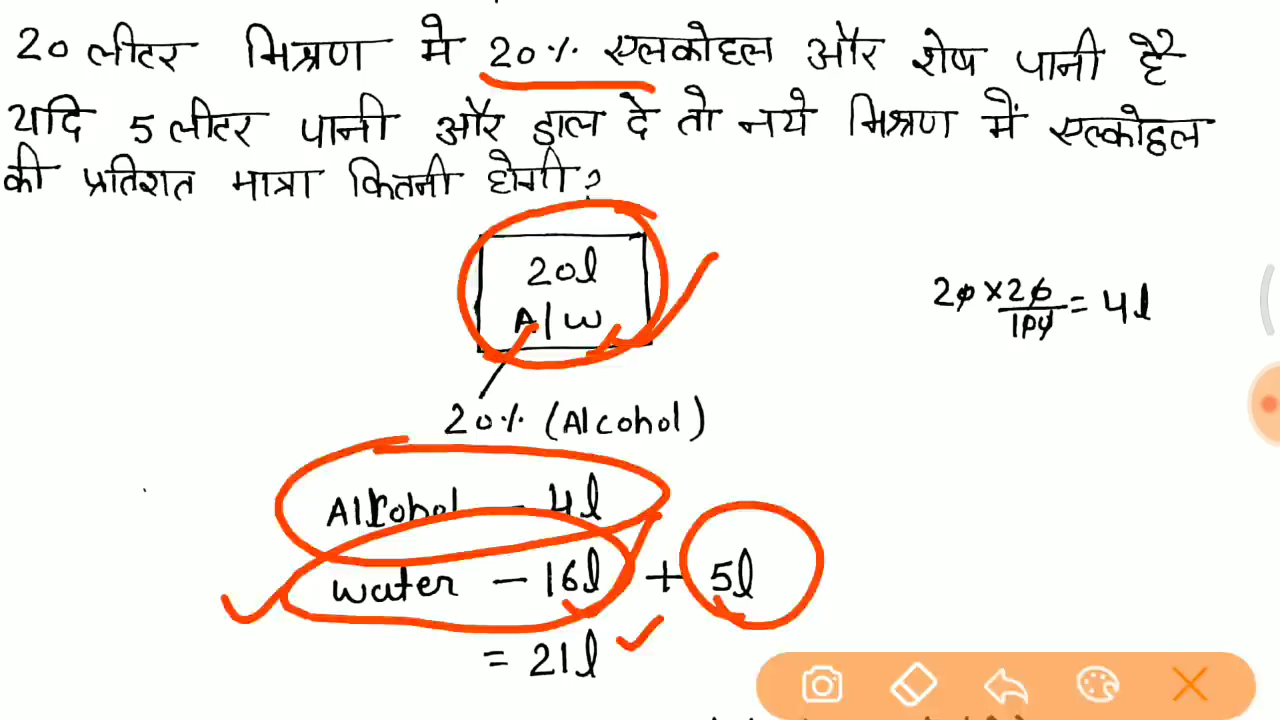 20 लीटर मिश्रण मे 20% एलकोहल और शेष पानी है
यदि 5 लीटर पानी और डाल दे तो नये मिश्रण में एल्कोहल
की प्रतिशत मात्रा कितनी होगी?
20l
A/W
20 × 20/100 = 4l
20% (Alcohol)
Alcohol - 4l
Water - 16l + 5l
= 21l